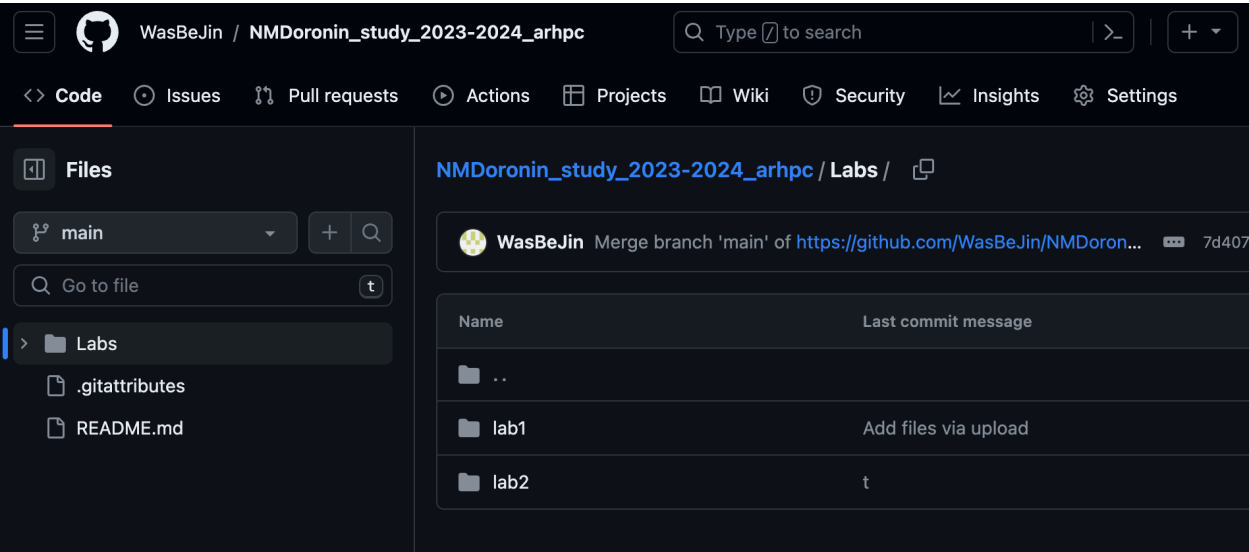 WasBeJin / NMDoronin_study_2023-2024_arhpc
Type / to search
Code Issues Pull requests Actions Projects Wiki Security Insights Settings
Files
main
Go to file t
Labs
.gitattributes
README.md
NMDoronin_study_2023-2024_arhpc / Labs /
WasBeJin Merge branch 'main' of https://github.com/WasBeJin/NMDoron... 7d407
Name Last commit message
..
lab1 Add files via upload
lab2 t